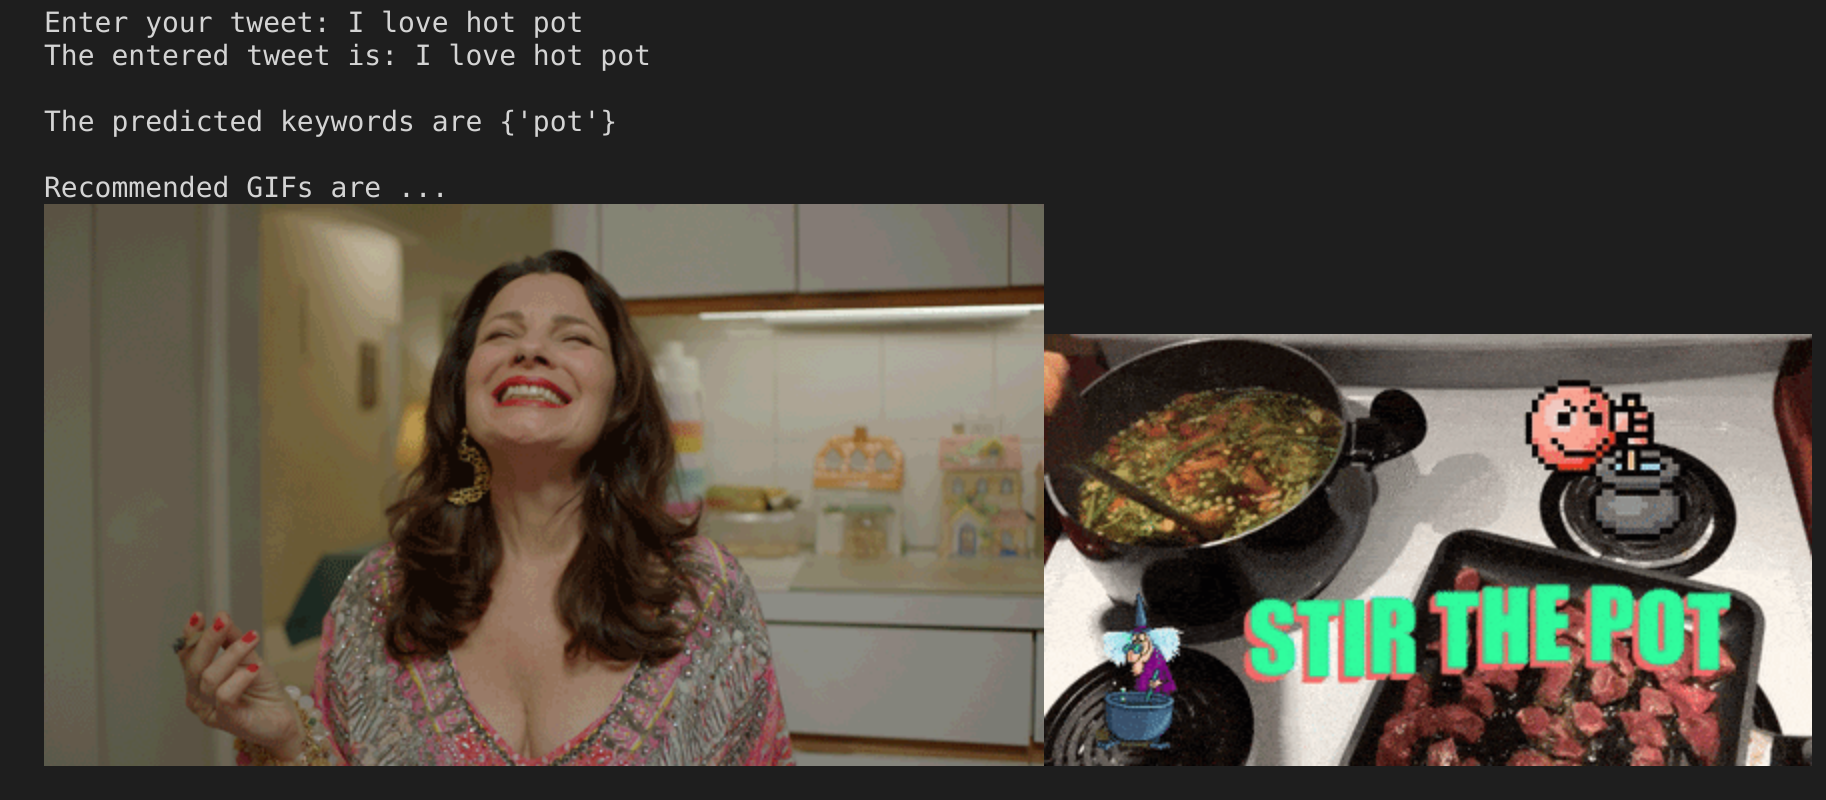 Enter your tweet: I love hot pot
The entered tweet is: I love hot pot
The predicted keywords are {'pot'}
Recommended GIFs are ...
STIR THE POT